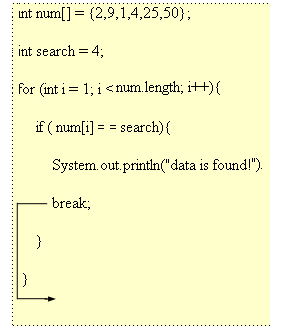 int num[] = {2,9,1,4,25,50};
int search = 4;
for (int i = 1; i < num.length; i++){
if ( num[i] = = search){
System.out.println("data is found!").
break;
}
}